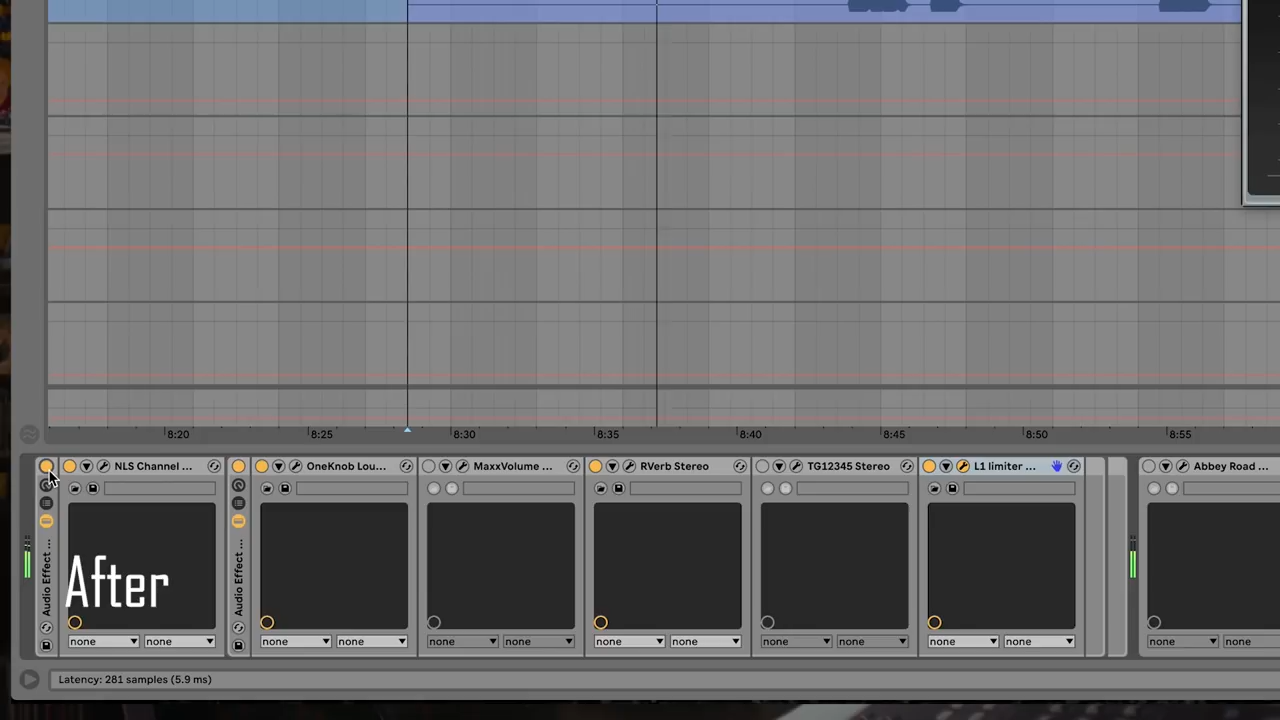 8:20 8:25 8:30 8:35 8:40 8:45 8:50 8:55
NLS Channel ... OneKnob Lou... MaxxVolume ... RVerb Stereo TG12345 Stereo L1 limiter ... Abbey Road ...
Audio Effect ... Audio Effect ...
After
none none none none none none none none none none none none none none
Latency: 281 samples (5.9 ms)